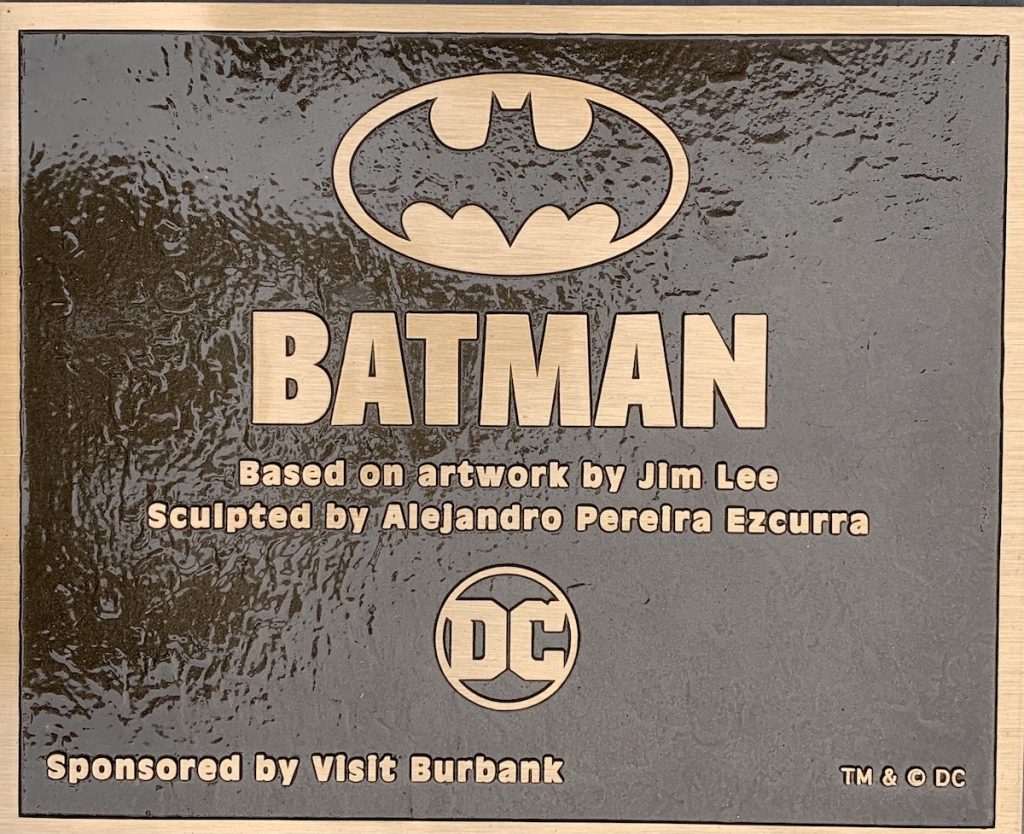 BATMAN
Based on artwork by Jim Lee
Sculpted by Alejandro Pereira Ezcurra
DC
Sponsored by Visit Burbank
TM & © DC